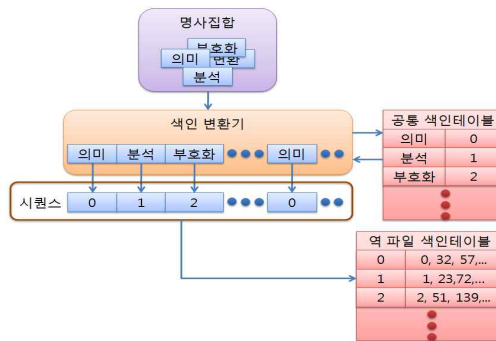 명사집합
부호화
의미 변환
분석
색인 변환기
의미 분석 부호화 의미
시퀀스 0 1 2 0
공통 색인테이블
의미 0
분석 1
부호화 2
역 파일 색인테이블
0 0, 32, 57,...
1 1, 23,72,...
2 2, 51, 139,...